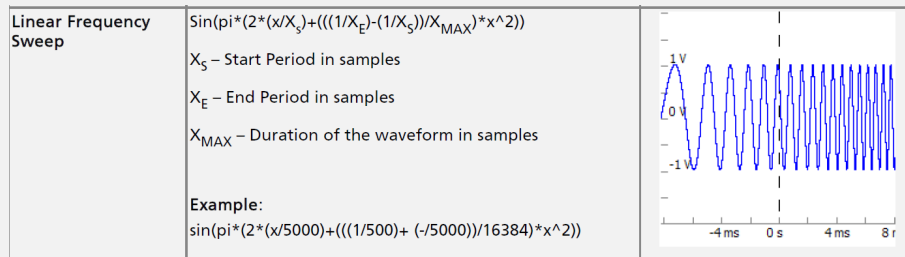 Linear Frequency
Sweep
Sin(pi*(2*(x/XS)+(((1/XE)-(1/XS))/XMAX)*x^2))
XS – Start Period in samples
XE – End Period in samples
XMAX – Duration of the waveform in samples
Example:
sin(pi*(2*(x/5000)+(((1/500)+ (-/5000))/16384)*x^2))
1 V
0 V
-1 V
-4 ms
0 s
4 ms
8 r